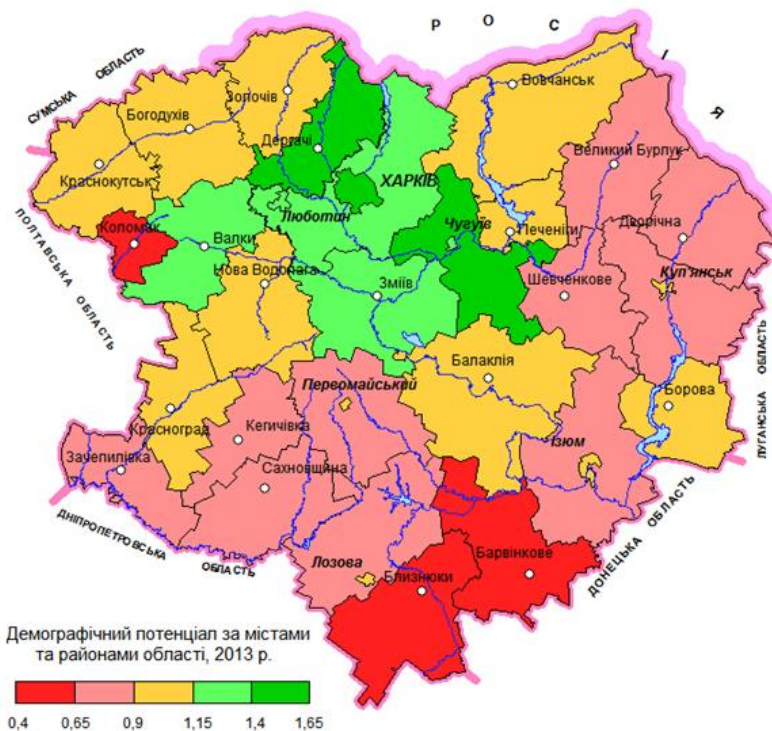 Р О С І Я
СУМСЬКА ОБЛАСТЬ
Золочів
Вовчанськ
Богодухів
Дергачі
Великий Бурлук
Краснокутськ
ХАРКІВ
Люботин
Чугуїв
Печеніги
Дворічна
Коломак
Валки
ПОЛТАВСЬКА ОБЛАСТЬ
Нова Водолага
Зміїв
Шевченкове
Куп'янськ
Балаклія
Первомайський
Борова
ЛУГАНСЬКА ОБЛАСТЬ
Красноград
Кегичівка
Ізюм
Зачепилівка
Сахновщина
ДНІПРОПЕТРОВСЬКА ОБЛАСТЬ
ДОНЕЦЬКА ОБЛАСТЬ
Лозова
Близнюки
Барвінкове
Демографічний потенціал за містами
та районами області, 2013 р.
0,4 0,65 0,9 1,15 1,4 1,65